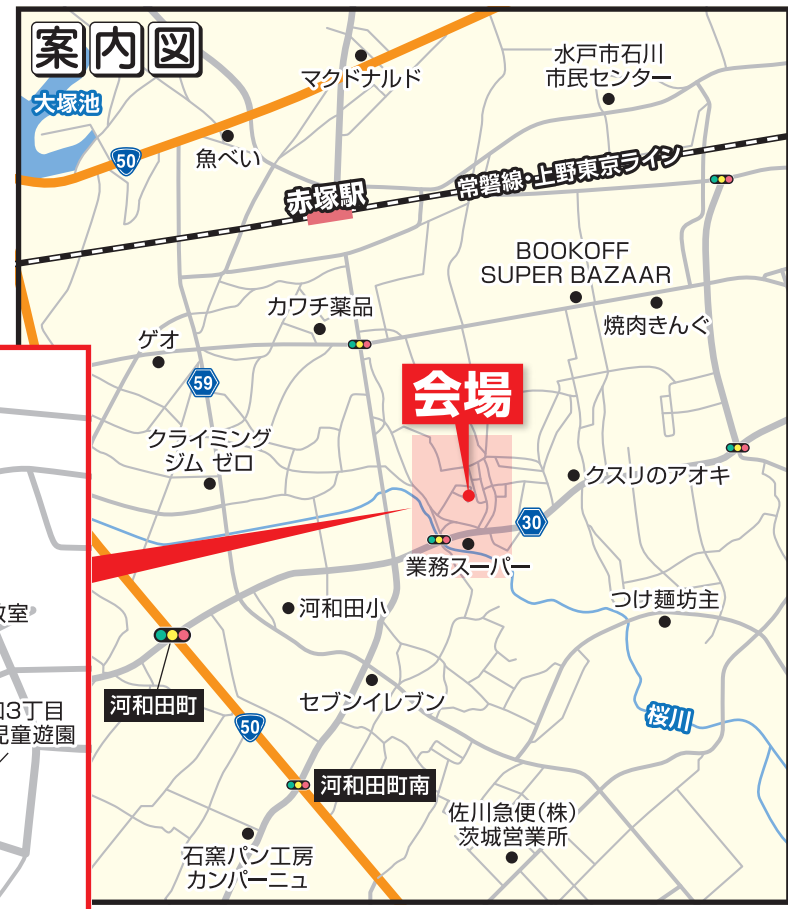 案内図
マクドナルド
水戸市石川
市民センター
大塚池
50
魚べい
赤塚駅
常磐線・上野東京ライン
BOOKOFF
SUPER BAZAAR
カワチ薬品
焼肉きんぐ
ゲオ
59
会場
クライミング
ジム ゼロ
クスリのアオキ
30
業務スーパー
つけ麺坊主
河和田小
教室
河和田町
セブンイレブン
3丁目
児童遊園
50
桜川
河和田町南
佐川急便(株)
茨城営業所
石窯パン工房
カンパーニュ